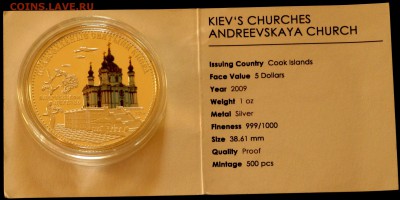 COINS.LAVE.RU
KIEV'S CHURCHES
ANDREEVSKAYA CHURCH
Issuing Country Cook Islands
Face Value 5 Dollars
Year 2009
Weight 1 oz
Metal Silver
Fineness 999/1000
Size 38.61 mm
Quality Proof
Mintage 500 pcs